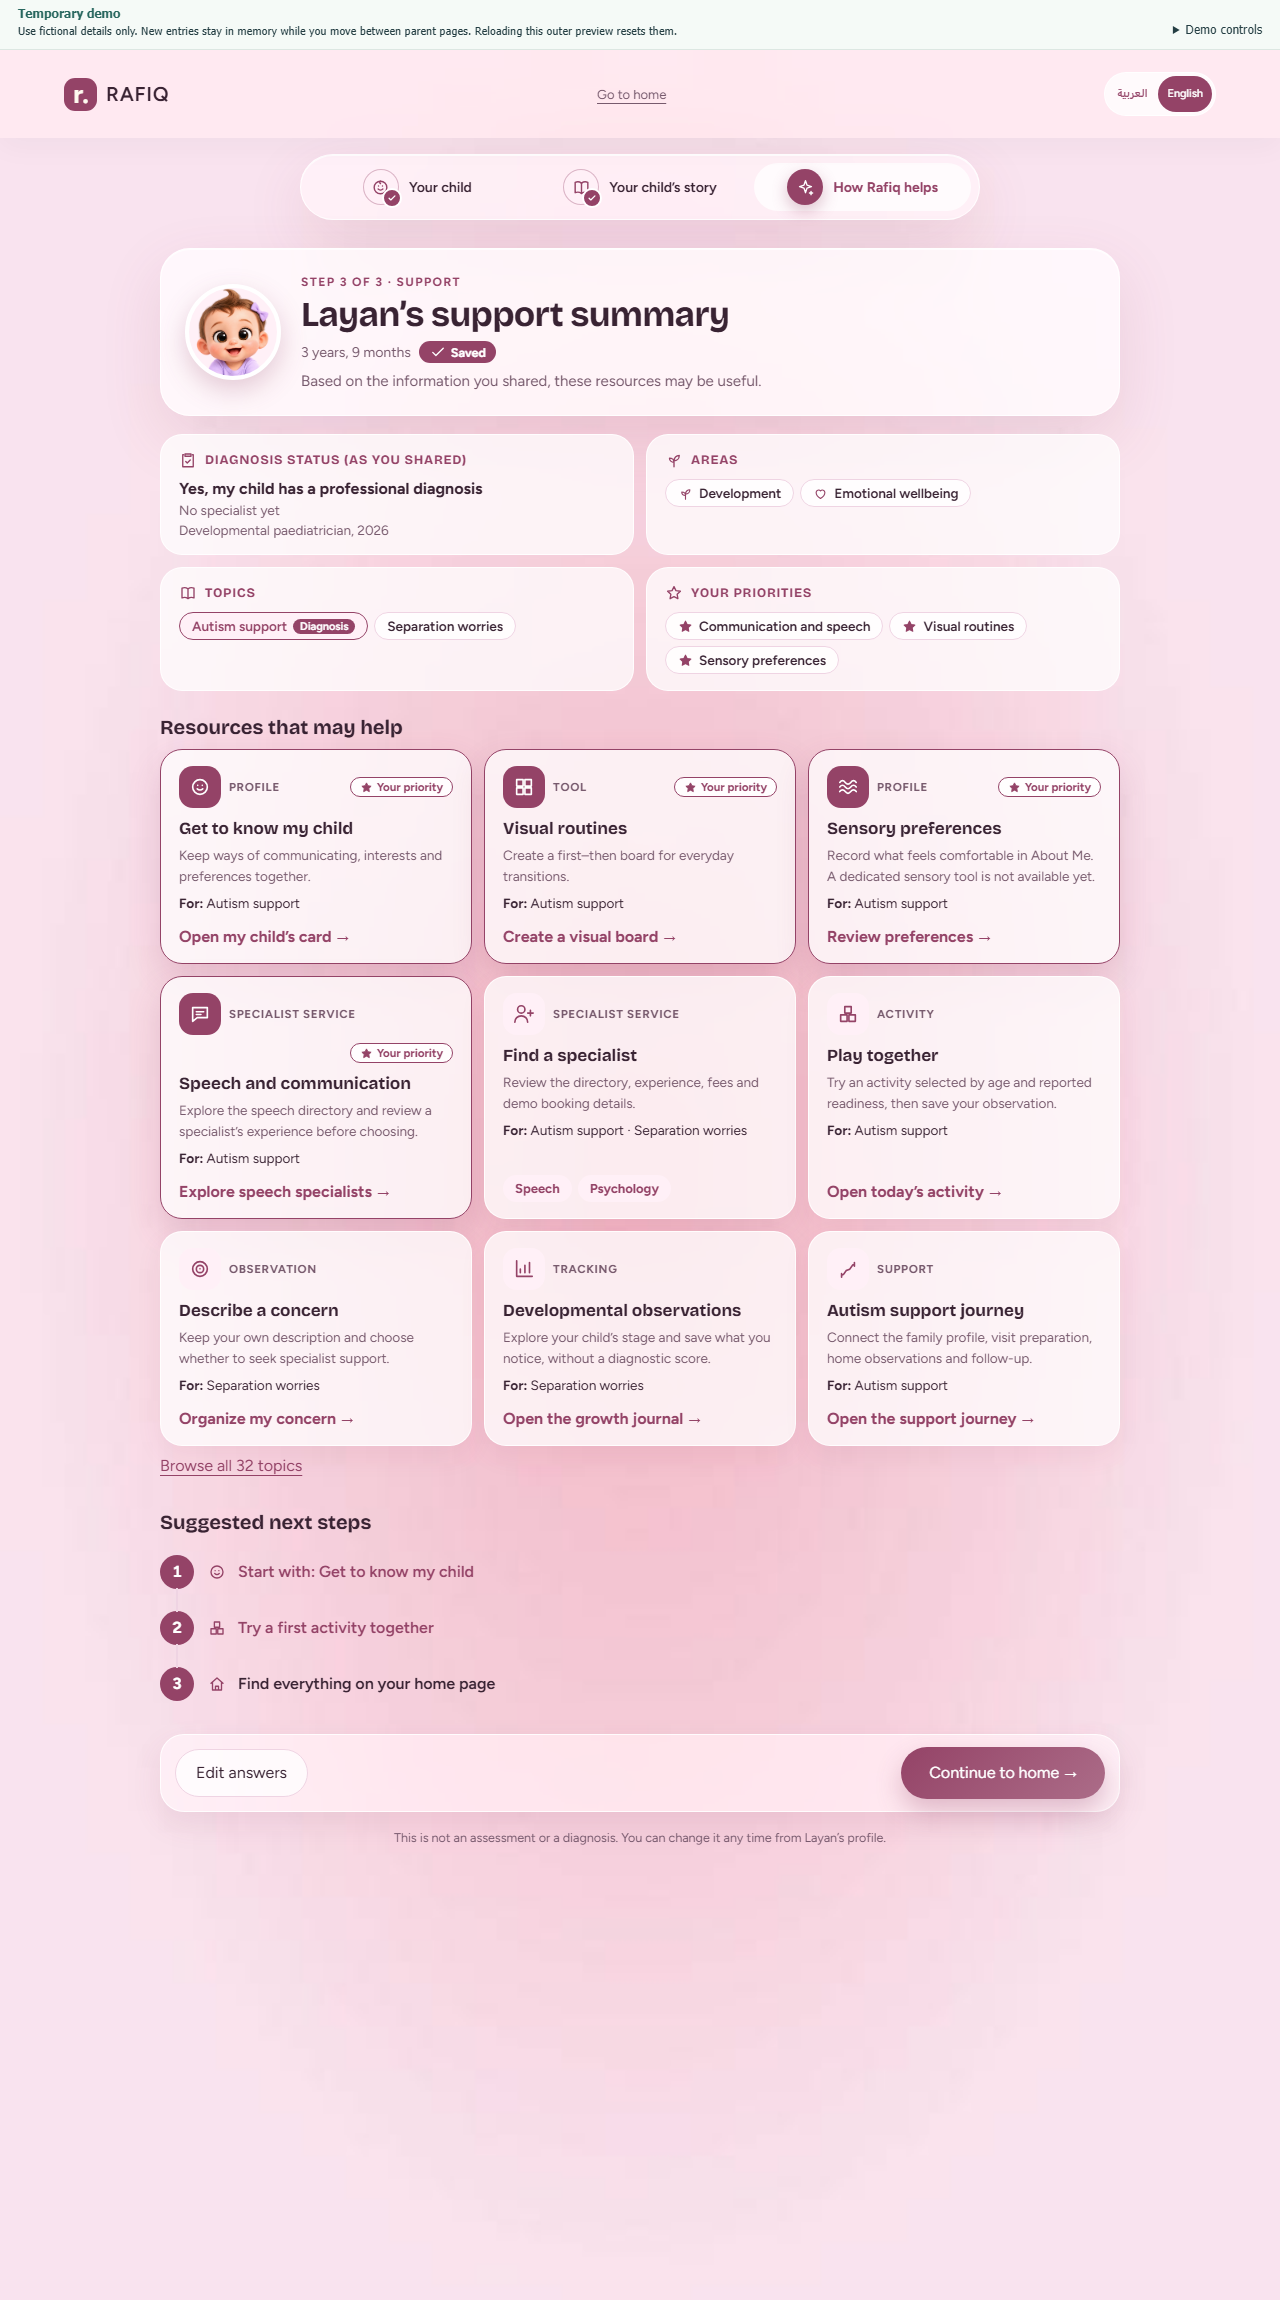 Temporary demo
Use fictional details only. New entries stay in memory while you move between parent pages. Reloading this outer preview resets them.
Demo controls
r. RAFIQ
Go to home
العربية
English
Your child
Your child's story
How Rafiq helps
STEP 3 OF 3 · SUPPORT
Layan's support summary
3 years, 9 months
Saved
Based on the information you shared, these resources may be useful.
DIAGNOSIS STATUS (AS YOU SHARED)
Yes, my child has a professional diagnosis
No specialist yet
Developmental paediatrician, 2026
AREAS
Development
Emotional wellbeing
TOPICS
Autism support Diagnosis
Separation worries
YOUR PRIORITIES
Communication and speech
Visual routines
Sensory preferences
Resources that may help
PROFILE
Your priority
Get to know my child
Keep ways of communicating, interests and
preferences together.
For: Autism support
Open my child's card →
TOOL
Your priority
Visual routines
Create a first–then board for everyday
transitions.
For: Autism support
Create a visual board →
PROFILE
Your priority
Sensory preferences
Record what feels comfortable in About Me.
A dedicated sensory tool is not available yet.
For: Autism support
Review preferences →
SPECIALIST SERVICE
Your priority
Speech and communication
Explore the speech directory and review a
specialist's experience before choosing.
For: Autism support
Explore speech specialists →
SPECIALIST SERVICE
Find a specialist
Review the directory, experience, fees and
demo booking details.
For: Autism support · Separation worries
Speech
Psychology
ACTIVITY
Play together
Try an activity selected by age and reported
readiness, then save your observation.
For: Autism support
Open today's activity →
OBSERVATION
Describe a concern
Keep your own description and choose
whether to seek specialist support.
For: Separation worries
Organize my concern →
TRACKING
Developmental observations
Explore your child's stage and save what you
notice, without a diagnostic score.
For: Separation worries
Open the growth journal →
SUPPORT
Autism support journey
Connect the family profile, visit preparation,
home observations and follow-up.
For: Autism support
Open the support journey →
Browse all 32 topics
Suggested next steps
1 Start with: Get to know my child
2 Try a first activity together
3 Find everything on your home page
Edit answers
Continue to home →
This is not an assessment or a diagnosis. You can change it any time from Layan's profile.